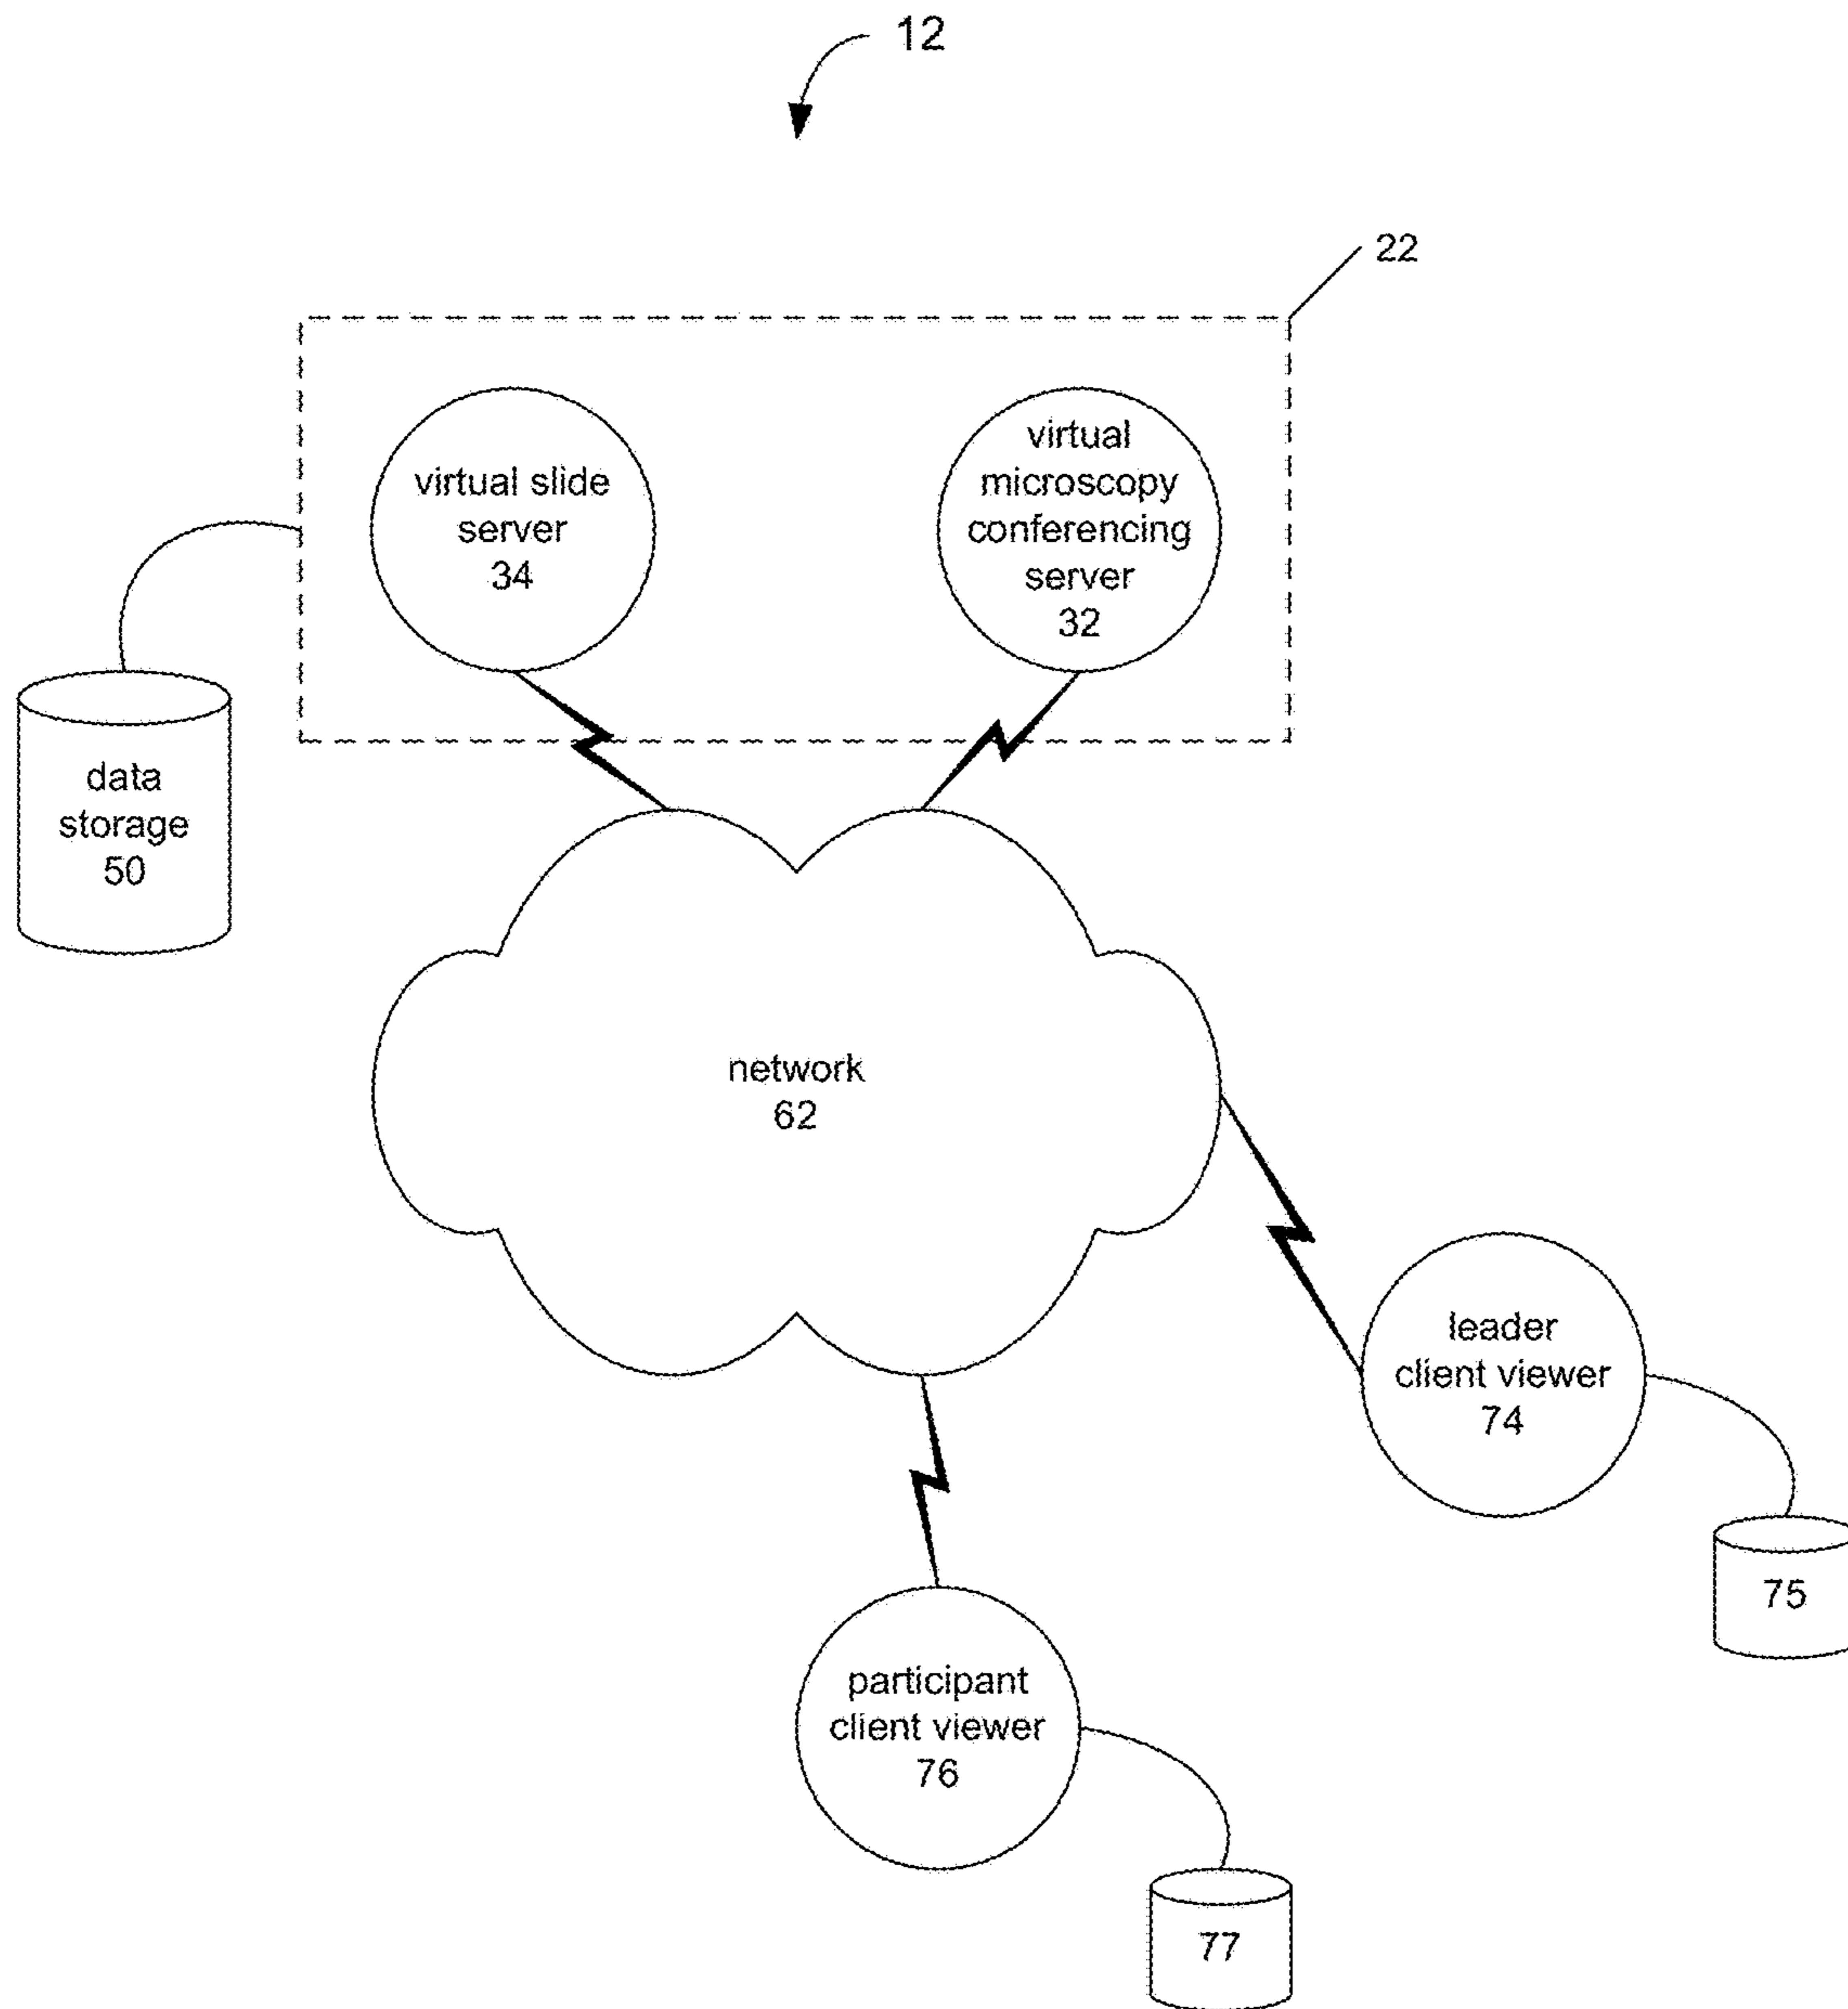 12
22
virtual slide
server
34
virtual
microscopy
conferencing
server
32
data
storage
50
network
62
leader
client viewer
74
75
participant
client viewer
76
77